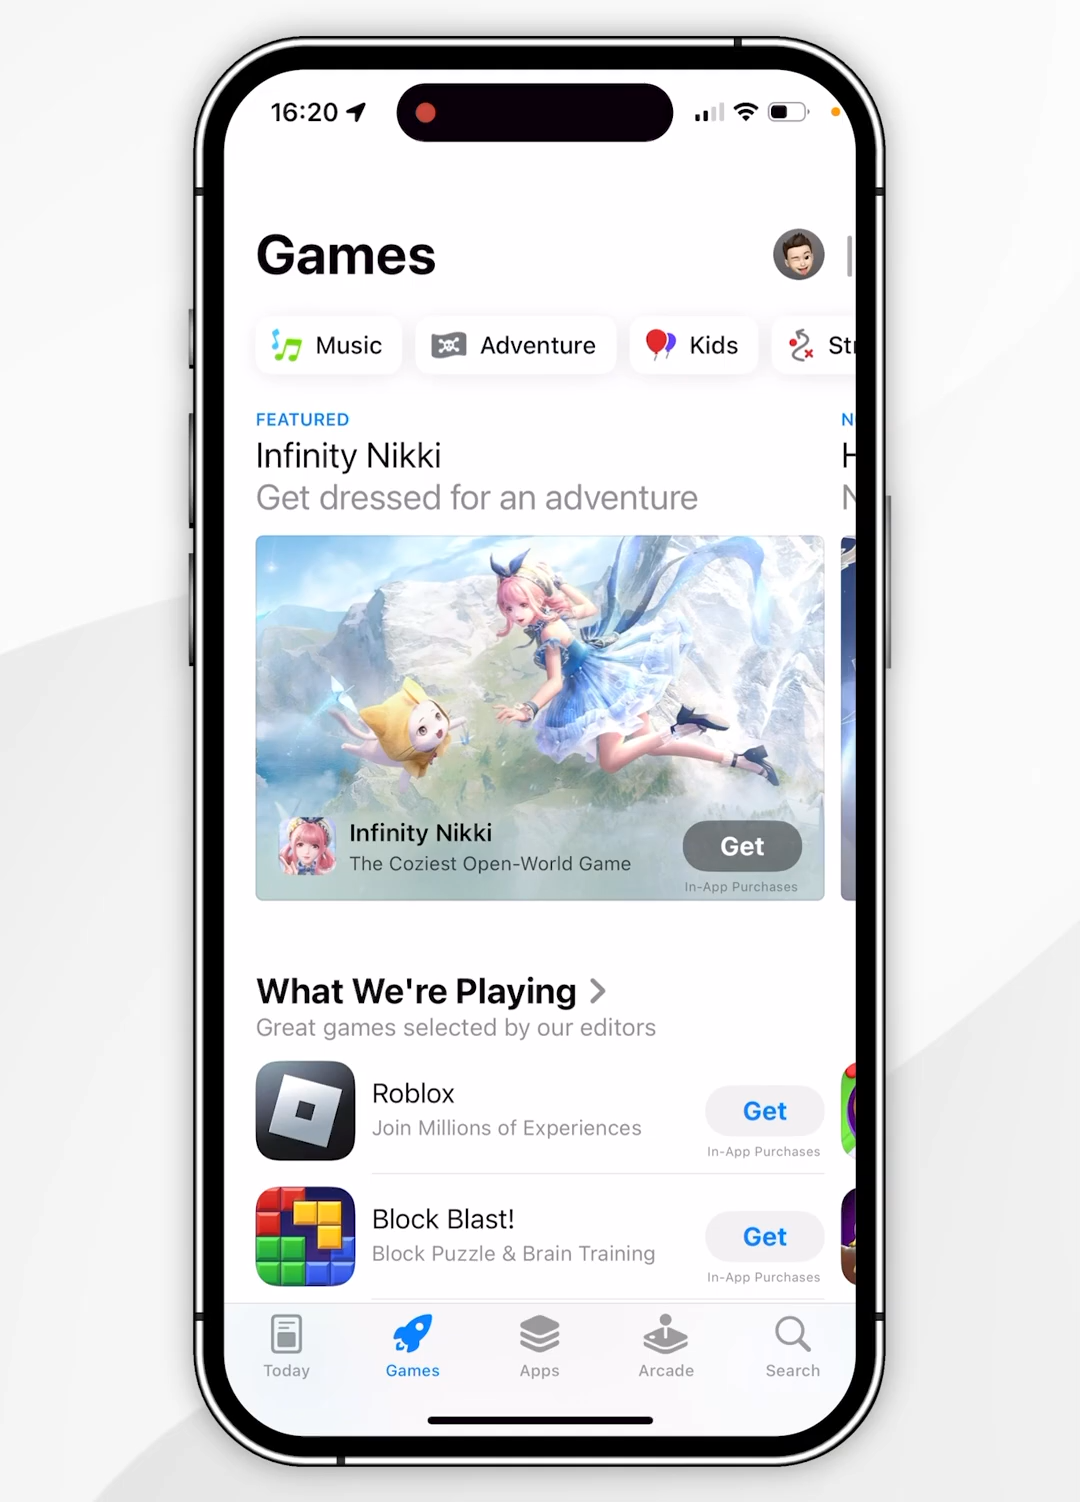 16:20
Games
Music
Adventure
Kids
Str
FEATURED
Infinity Nikki
Get dressed for an adventure
Infinity Nikki
The Coziest Open-World Game
Get
In-App Purchases
What We're Playing
Great games selected by our editors
Roblox
Join Millions of Experiences
Get
In-App Purchases
Block Blast!
Block Puzzle & Brain Training
Get
In-App Purchases
Today
Games
Apps
Arcade
Search